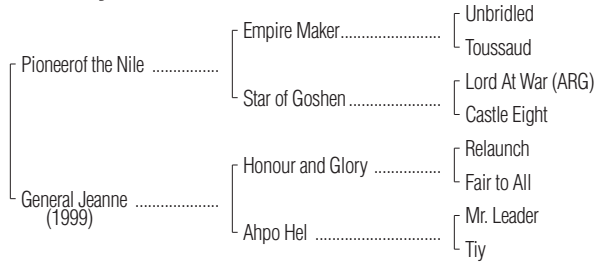 Unbridled
Empire Maker.........................
Toussaud
Pioneerof the Nile ................
Lord At War (ARG)
Star of Goshen.......................
Castle Eight
Relaunch
Honour and Glory ................
Fair to All
General Jeanne ....................
(1999)
Mr. Leader
Ahpo Hel ..............................
Tiy